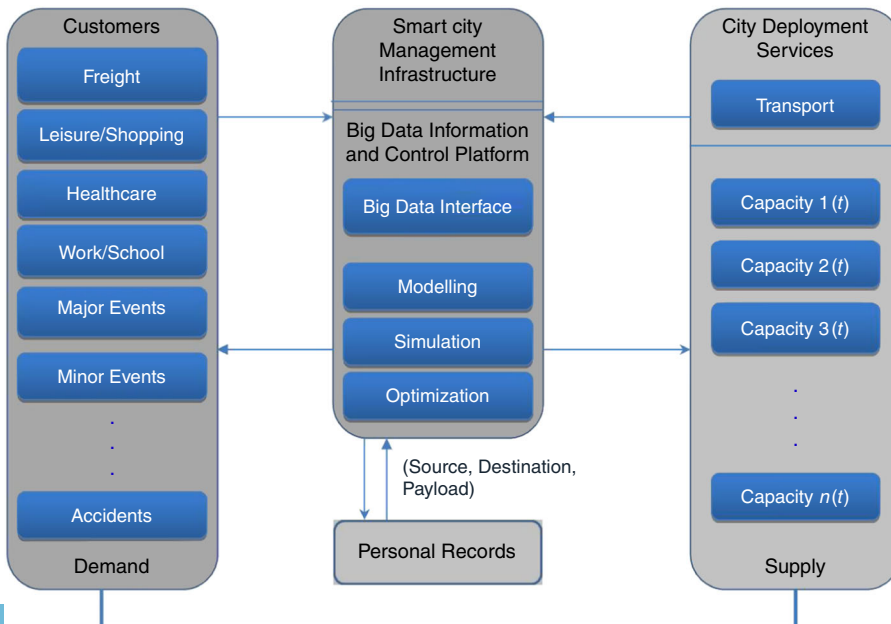 Customers
Freight
Leisure/Shopping
Healthcare
Work/School
Major Events
Minor Events
.
.
.
Accidents
Demand
Smart city
Management
Infrastructure
Big Data Information
and Control Platform
Big Data Interface
Modelling
Simulation
Optimization
(Source, Destination,
Payload)
Personal Records
City Deployment
Services
Transport
Capacity 1(t)
Capacity 2(t)
Capacity 3(t)
.
.
.
Capacity n(t)
Supply